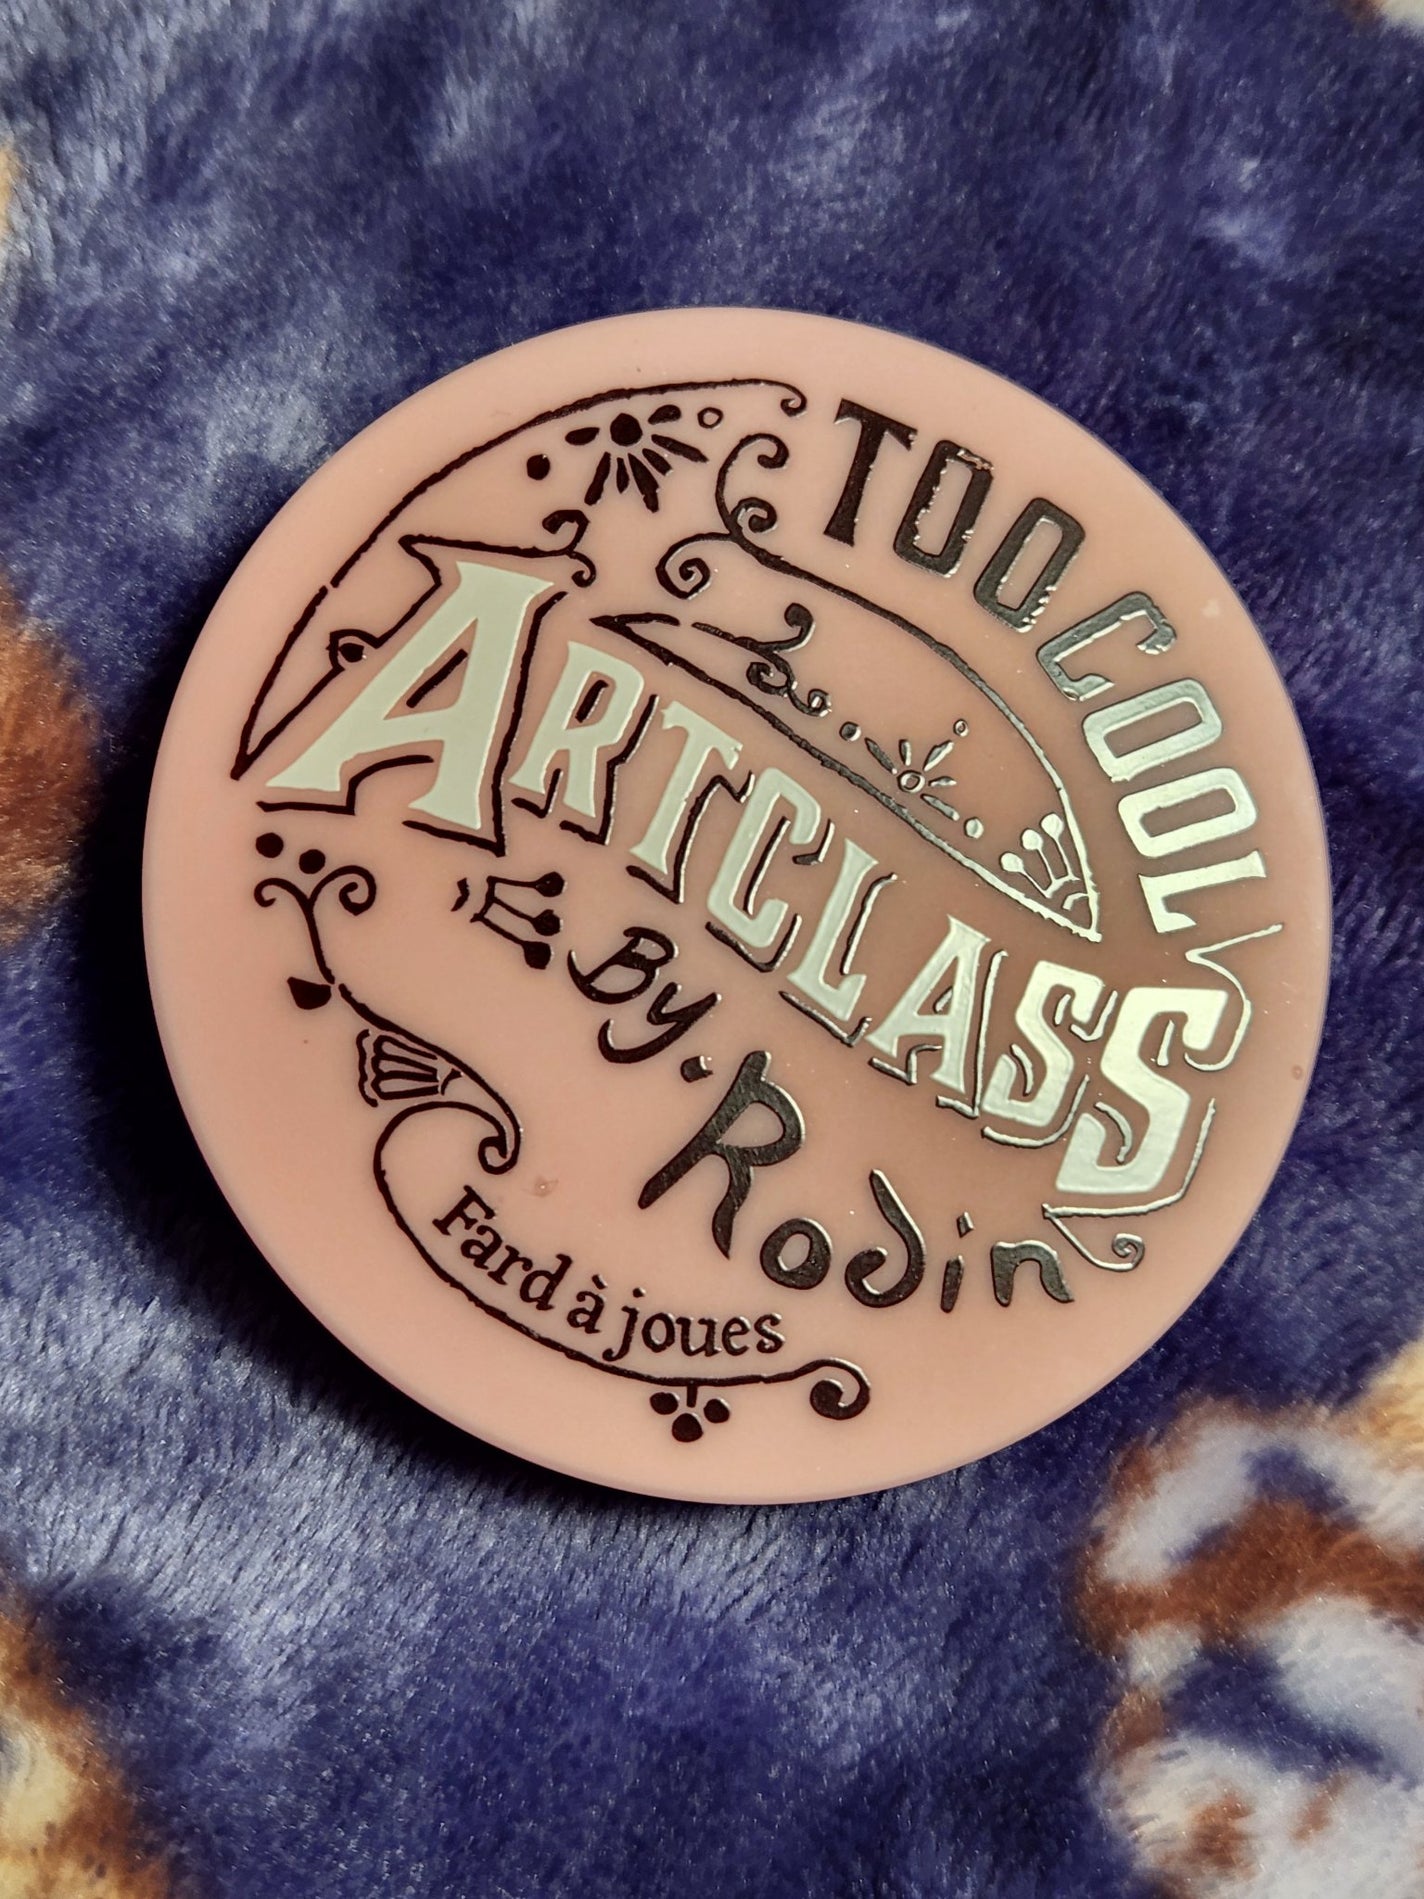 TOO COOL
ARTCLASS
By. Rodin
Fard à joues